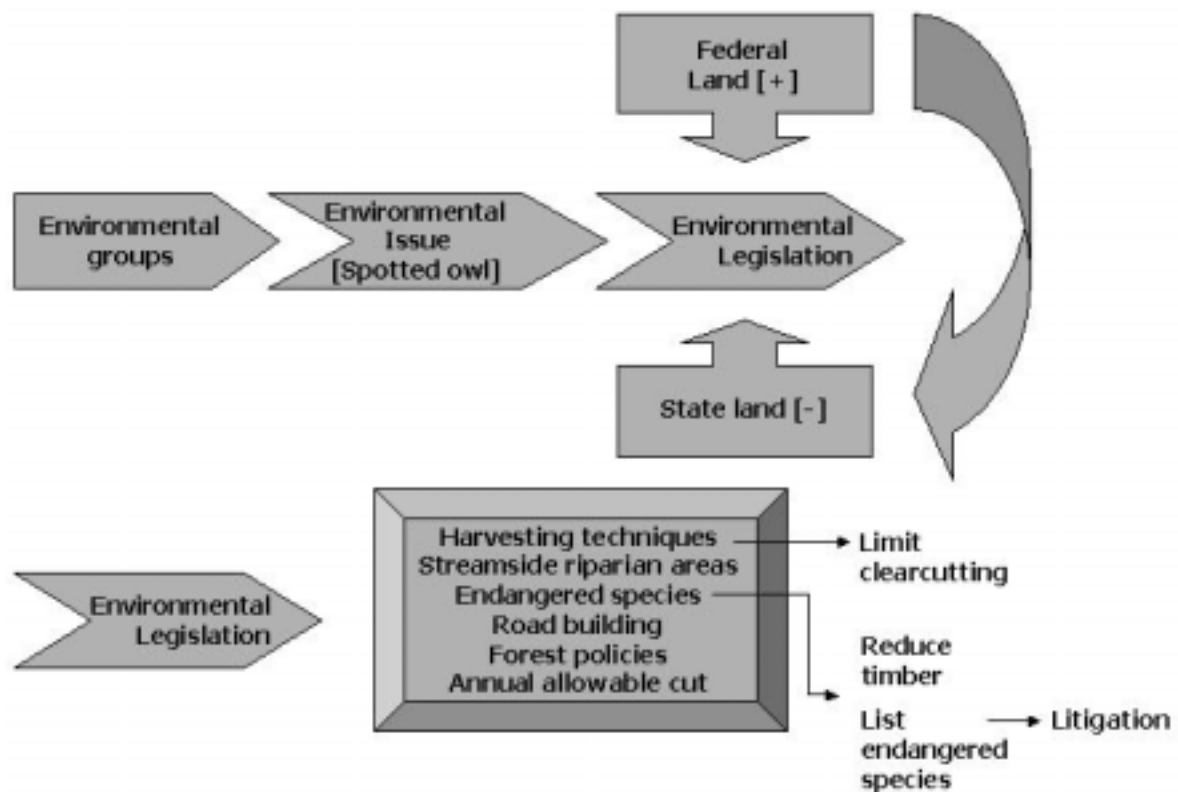 Federal
Land [+]
Environmental
groups
Environmental
Issue
[Spotted owl]
Environmental
Legislation
State land [-]
Environmental
Legislation
Harvesting techniques
Streamside riparian areas
Endangered species
Road building
Forest policies
Annual allowable cut
Limit
clearcutting
Reduce
timber
List
endangered
species
Litigation